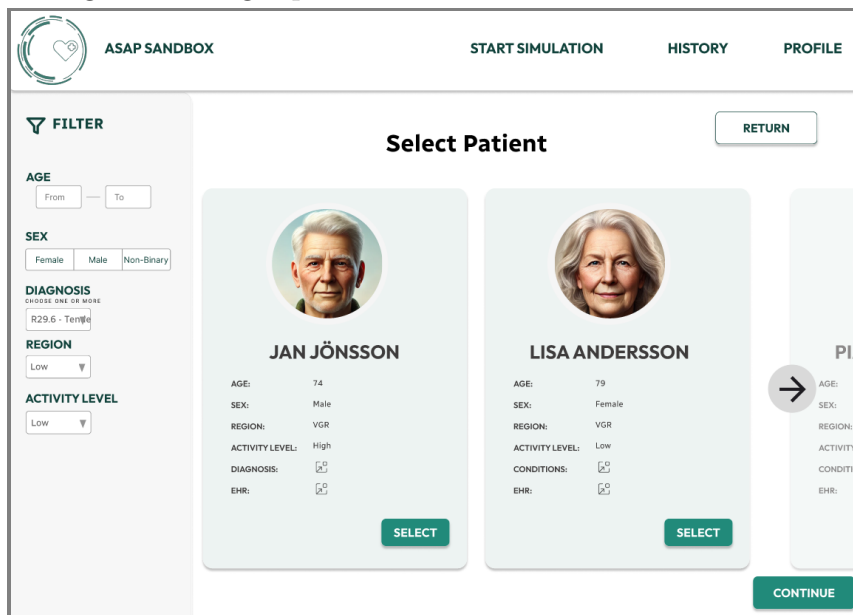 ASAP SANDBOX
START SIMULATION
HISTORY
PROFILE
FILTER
AGE
From
To
SEX
Female
Male
Non-Binary
DIAGNOSIS
CHOOSE ONE OR MORE
R29.6 - Tende
REGION
Low
ACTIVITY LEVEL
Low
Select Patient
RETURN
JAN JÖNSSON
AGE: 74
SEX: Male
REGION: VGR
ACTIVITY LEVEL: High
DIAGNOSIS:
EHR:
SELECT
LISA ANDERSSON
AGE: 79
SEX: Female
REGION: VGR
ACTIVITY LEVEL: Low
CONDITIONS:
EHR:
SELECT
AGE:
SEX:
REGION:
EHR:
CONTINUE